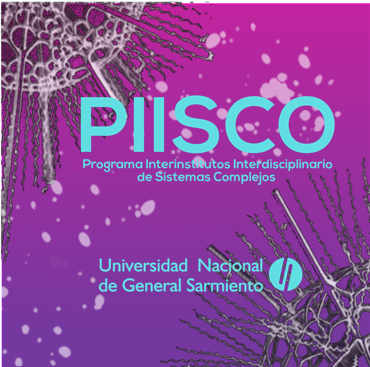 PIISCO
Programa Interinstitutos Interdisciplinario
de Sistemas Complejos
Universidad Nacional
de General Sarmiento